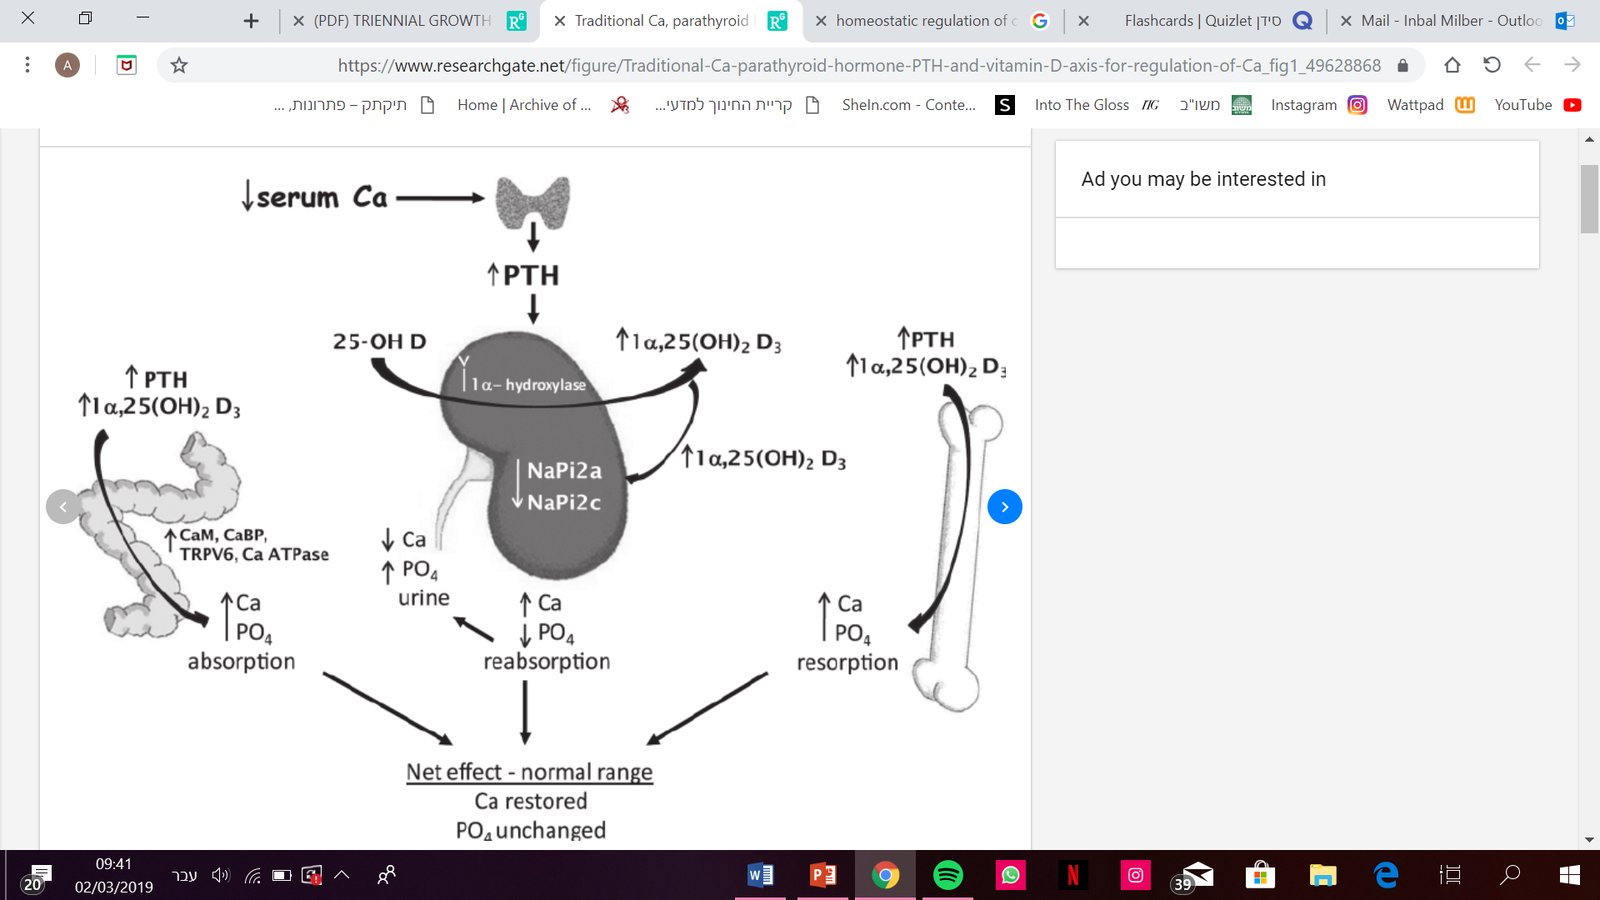 (PDF) TRIENNIAL GROWTH
Traditional Ca, parathyroid
homeostatic regulation of c
Flashcards | Quizlet סידן
Mail - Inbal Milber - Outloo
A
https://www.researchgate.net/figure/Traditional-Ca-parathyroid-hormone-PTH-and-vitamin-D-axis-for-regulation-of-Ca_fig1_49628868
תיקתק – פתרונות, ...
Home | Archive of ...
קריית החינוך למדעי...
SheIn.com - Conte...
Into The Gloss
משו"ב
Instagram
Wattpad
YouTube
Ad you may be interested in
↓serum Ca
↑PTH
25-OH D
↑1α,25(OH)₂ D₃
↑PTH
↑1α,25(OH)₂ D₃
1α– hydroxylase
↑ PTH
↑1α,25(OH)₂ D₃
↑1α,25(OH)₂ D₃
↓ NaPi2a
NaPi2c
↑ CaM, CaBP,
TRPV6, Ca ATPase
↓ Ca
↑ PO₄
urine
↑ Ca
PO₄
absorption
↑ Ca
↓ PO₄
reabsorption
↑ Ca
PO₄
resorption
Net effect - normal range
Ca restored
PO₄ unchanged
20
09:41
02/03/2019
עבר
39